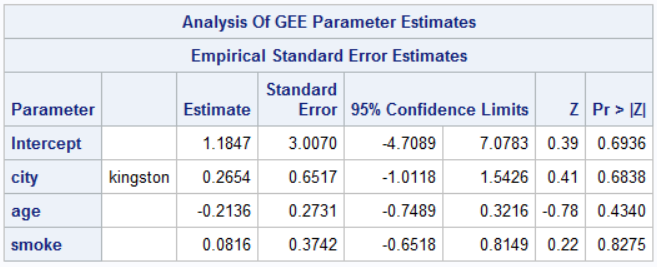 Analysis Of GEE Parameter Estimates
Empirical Standard Error Estimates
Parameter Estimate Standard Error 95% Confidence Limits Z Pr > |Z|
Intercept 1.1847 3.0070 -4.7089 7.0783 0.39 0.6936
city kingston 0.2654 0.6517 -1.0118 1.5426 0.41 0.6838
age -0.2136 0.2731 -0.7489 0.3216 -0.78 0.4340
smoke 0.0816 0.3742 -0.6518 0.8149 0.22 0.8275